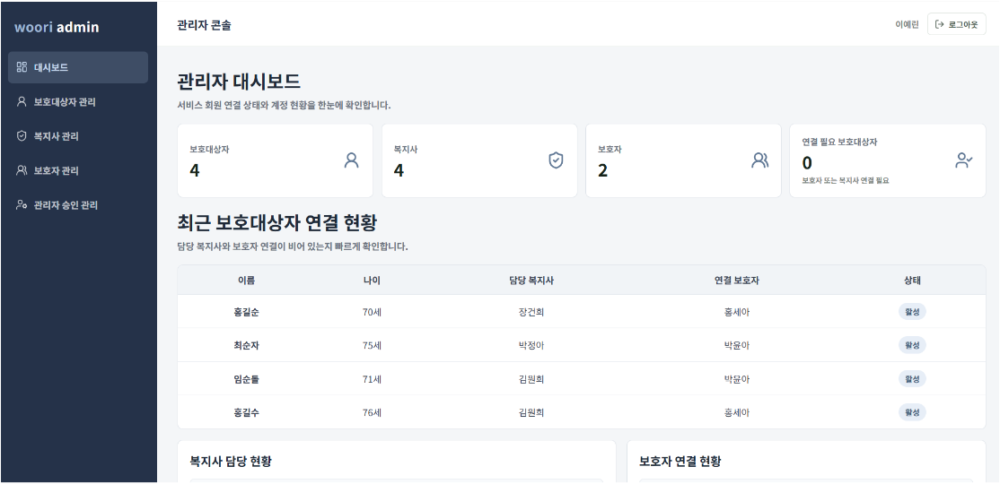 woori admin
관리자 콘솔
이예린
로그아웃
대시보드
보호대상자 관리
복지사 관리
보호자 관리
관리자 승인 관리
관리자 대시보드
서비스 회원 연결 상태와 계정 현황을 한눈에 확인합니다.
보호대상자
4
복지사
4
보호자
2
연결 필요 보호대상자
0
보호자 또는 복지사 연결 필요
최근 보호대상자 연결 현황
담당 복지사와 보호자 연결이 비어 있는지 빠르게 확인합니다.
이름 나이 담당 복지사 연결 보호자 상태
홍길순 70세 장건희 홍세아 활성
최순자 75세 박정아 박윤아 활성
임순돌 71세 김원희 박윤아 활성
홍길수 76세 김원희 홍세아 활성
복지사 담당 현황
보호자 연결 현황